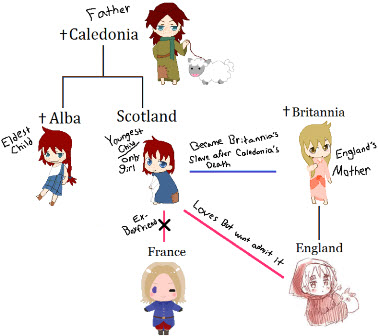 Father
†Caledonia
†Alba
Scotland
†Britannia
Eldest
Child
Youngest
Child
only
girl
Became Britannia's
Slave after Caledonia's
Death
England's
Mother
Ex-
Boyfriend
Loves But wont admit it
France
England